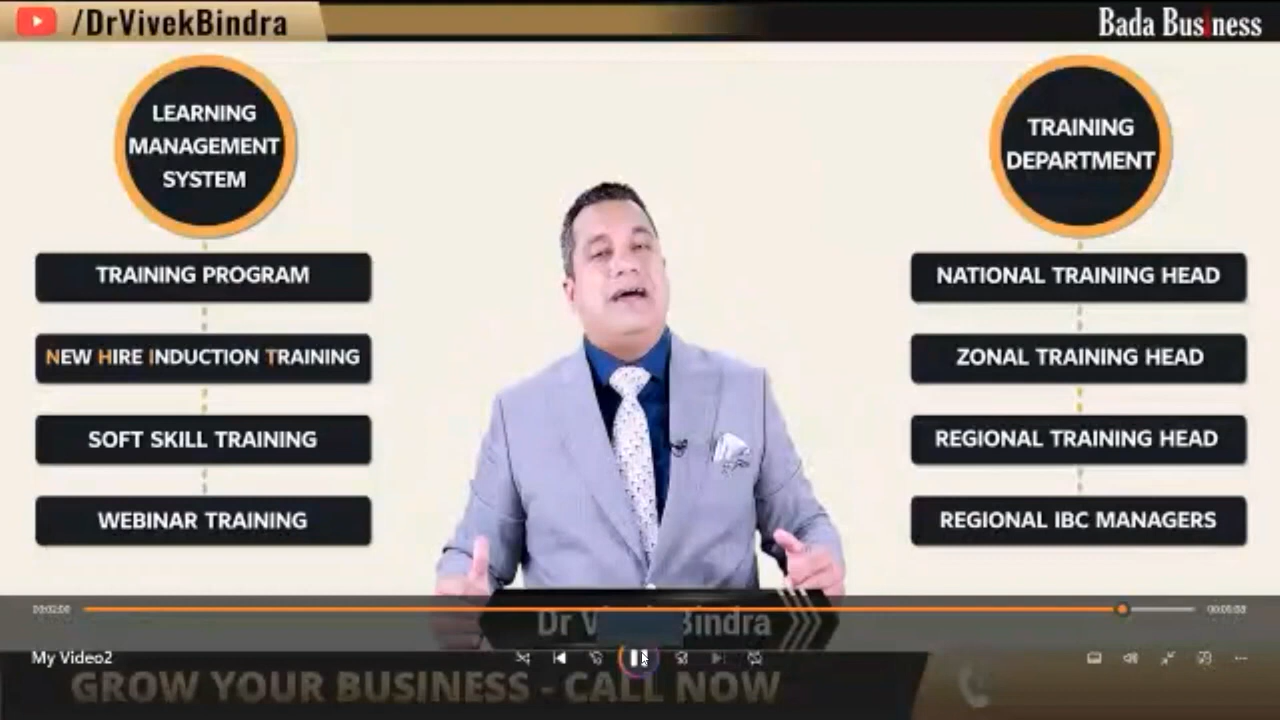 /DrVivekBindra
Bada Business
LEARNING
MANAGEMENT
SYSTEM
TRAINING PROGRAM
NEW HIRE INDUCTION TRAINING
SOFT SKILL TRAINING
WEBINAR TRAINING
TRAINING
DEPARTMENT
NATIONAL TRAINING HEAD
ZONAL TRAINING HEAD
REGIONAL TRAINING HEAD
REGIONAL IBC MANAGERS
Dr Bindra
My Video2
GROW YOUR BUSINESS - CALL NOW